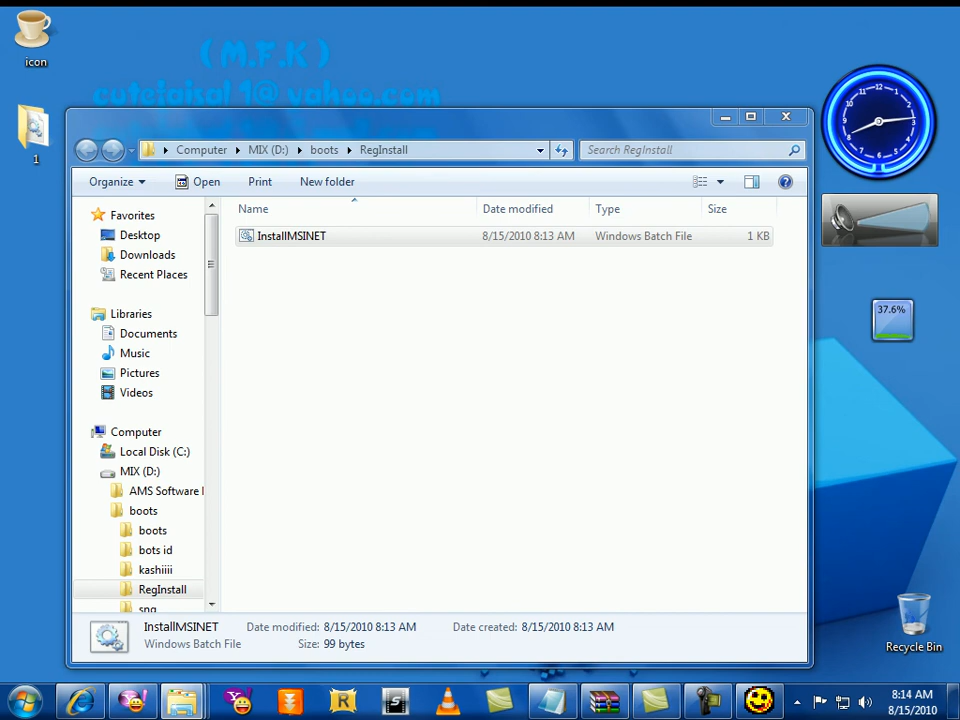 icon
( M.F.K )
cutefaisal 1@ yahoo.com
1
Computer
MIX (D:)
boots
RegInstall
Search RegInstall
Organize
Open
Print
New folder
Name
Date modified
Type
Size
InstallMSINET
8/15/2010 8:13 AM
Windows Batch File
1 KB
Favorites
Desktop
Downloads
Recent Places
Libraries
Documents
Music
Pictures
Videos
Computer
Local Disk (C:)
MIX (D:)
AMS Software
boots
boots
bots id
kashiiii
RegInstall
snq
InstallMSINET
Date modified: 8/15/2010 8:13 AM
Date created: 8/15/2010 8:13 AM
Windows Batch File
Size: 99 bytes
37.6%
Recycle Bin
8:14 AM
8/15/2010